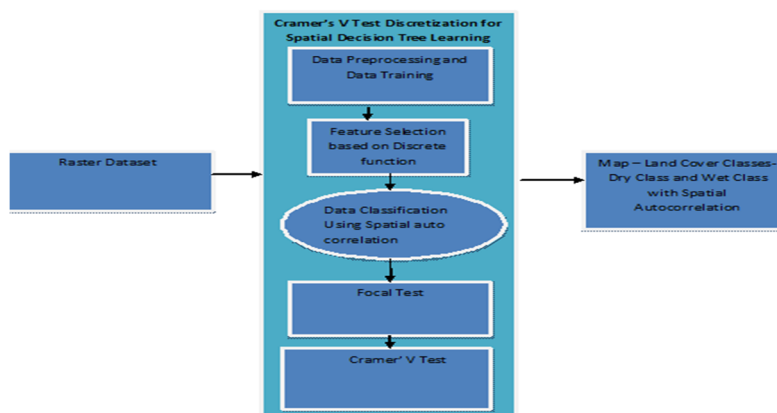 Cramer's V Test Discretization for
Spatial Decision Tree Learning
Data Preprocessing and
Data Training
Feature Selection
based on Discrete
function
Data Classification
Using Spatial auto
correlation
Focal Test
Cramer' V Test
Raster Dataset
Map – Land Cover Classes-
Dry Class and Wet Class
with Spatial
Autocorrelation